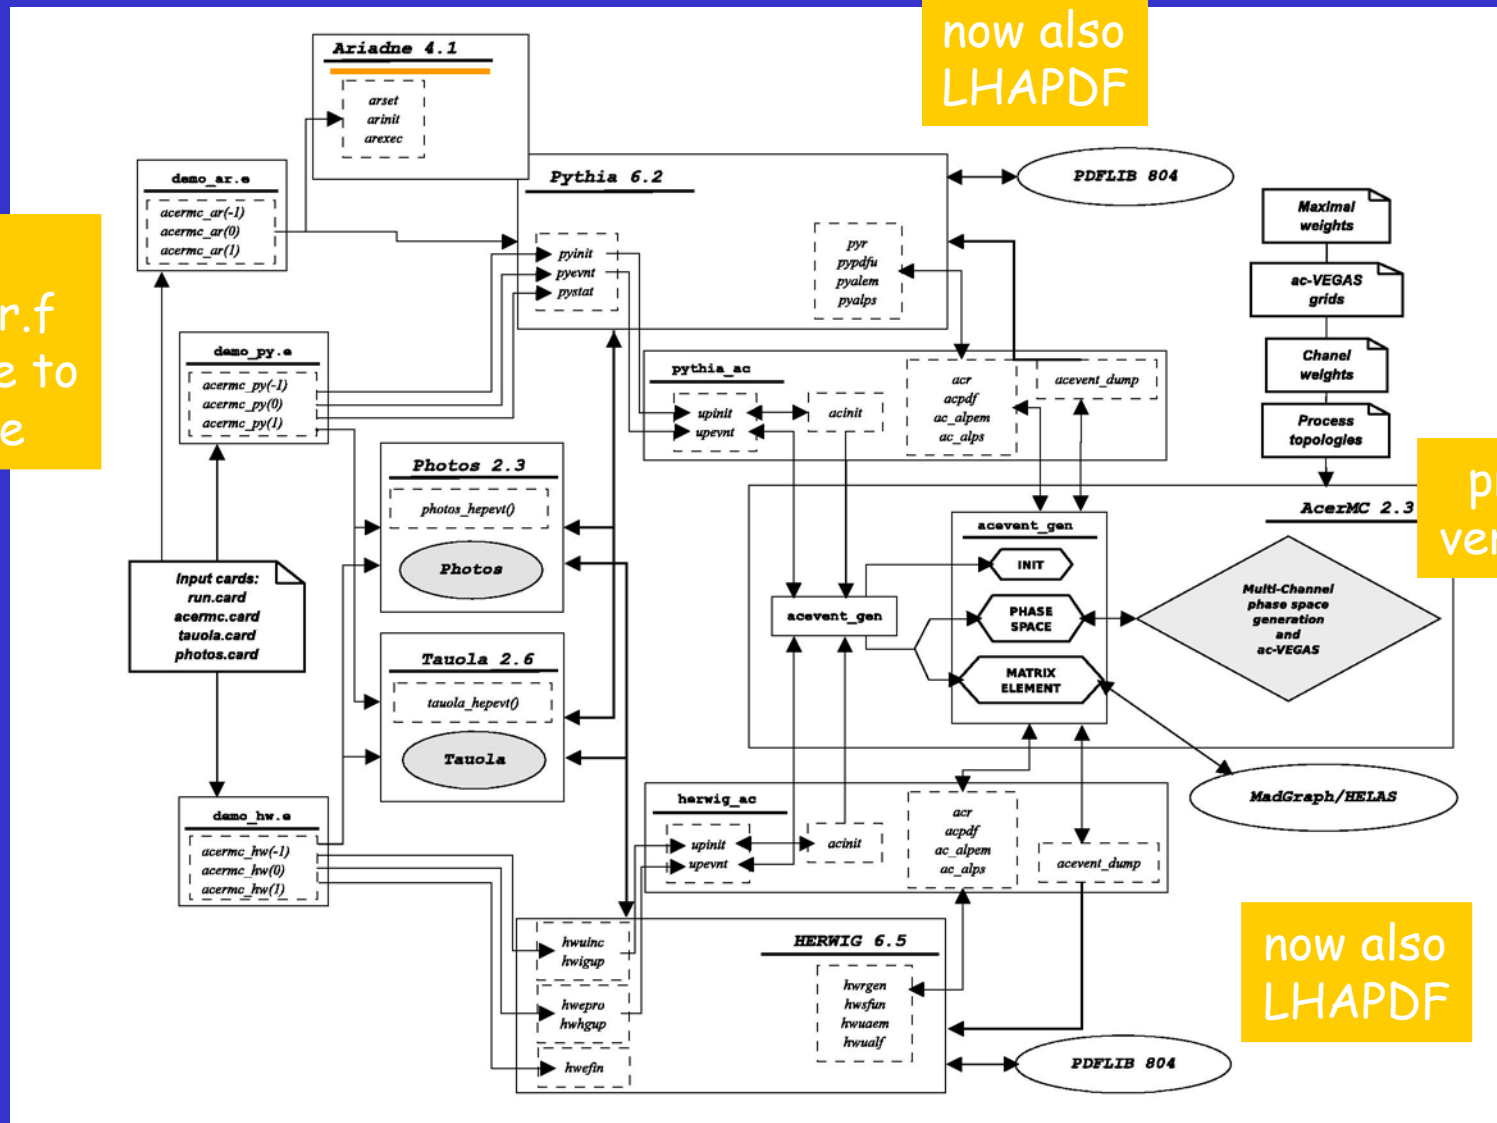 now also
LHAPDF
Ariadne 4.1
arset
arinit
arexec
demo_ar.e
acermc_ar(-1)
acermc_ar(0)
acermc_ar(1)
Pythia 6.2
pyinit
pyevnt
pystat
pyr
pypdfu
pyalem
pyalps
PDFLIB 804
Maximal
weights
ac-VEGAS
grids
Chanel
weights
Process
topologies
r.f
e to
e
demo_py.e
acermc_py(-1)
acermc_py(0)
acermc_py(1)
pythia_ac
upinit
upevnt
acinit
acr
acpdf
ac_alpem
ac_alps
acevent_dump
Photos 2.3
photos_hepevt()
Photos
p
ver
AcerMC 2.3
acevent_gen
INIT
PHASE
SPACE
MATRIX
ELEMENT
acevent_gen
Multi-Channel
phase space
generation
and
ac-VEGAS
Input cards:
run.card
acermc.card
tauola.card
photos.card
Tauola 2.6
tauola_hepevt()
Tauola
MadGraph/HELAS
demo_hw.e
acermc_hw(-1)
acermc_hw(0)
acermc_hw(1)
herwig_ac
upinit
upevnt
acinit
acr
acpdf
ac_alpem
ac_alps
acevent_dump
HERWIG 6.5
hwuinc
hwigup
hwepro
hwhgup
hwefin
hwrgen
hwsfun
hwuaem
hwualf
now also
LHAPDF
PDFLIB 804